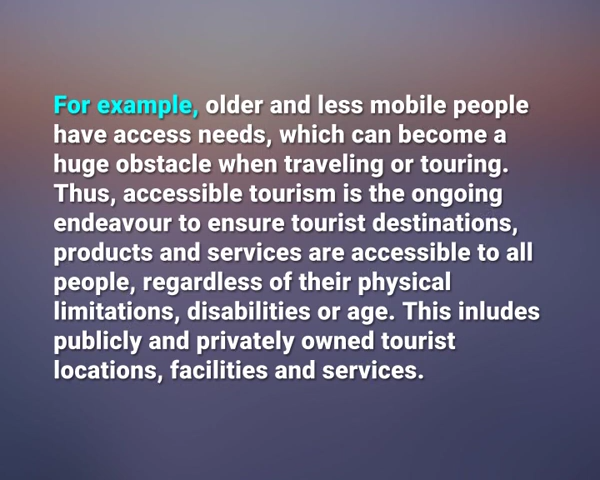 For example, older and less mobile people
have access needs, which can become a
huge obstacle when traveling or touring.
Thus, accessible tourism is the ongoing
endeavour to ensure tourist destinations,
products and services are accessible to all
people, regardless of their physical
limitations, disabilities or age. This inludes
publicly and privately owned tourist
locations, facilities and services.